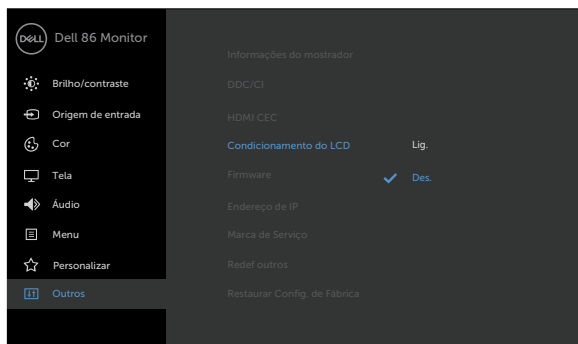 DELL
Dell 86 Monitor
Brilho/contraste
Origem de entrada
Cor
Tela
Áudio
Menu
Personalizar
Outros
Informações do mostrador
DDC/CI
HDMI CEC
Condicionamento do LCD
Lig.
Firmware
Des.
Endereço de IP
Marca de Serviço
Redef outros
Restaurar Config. de Fábrica